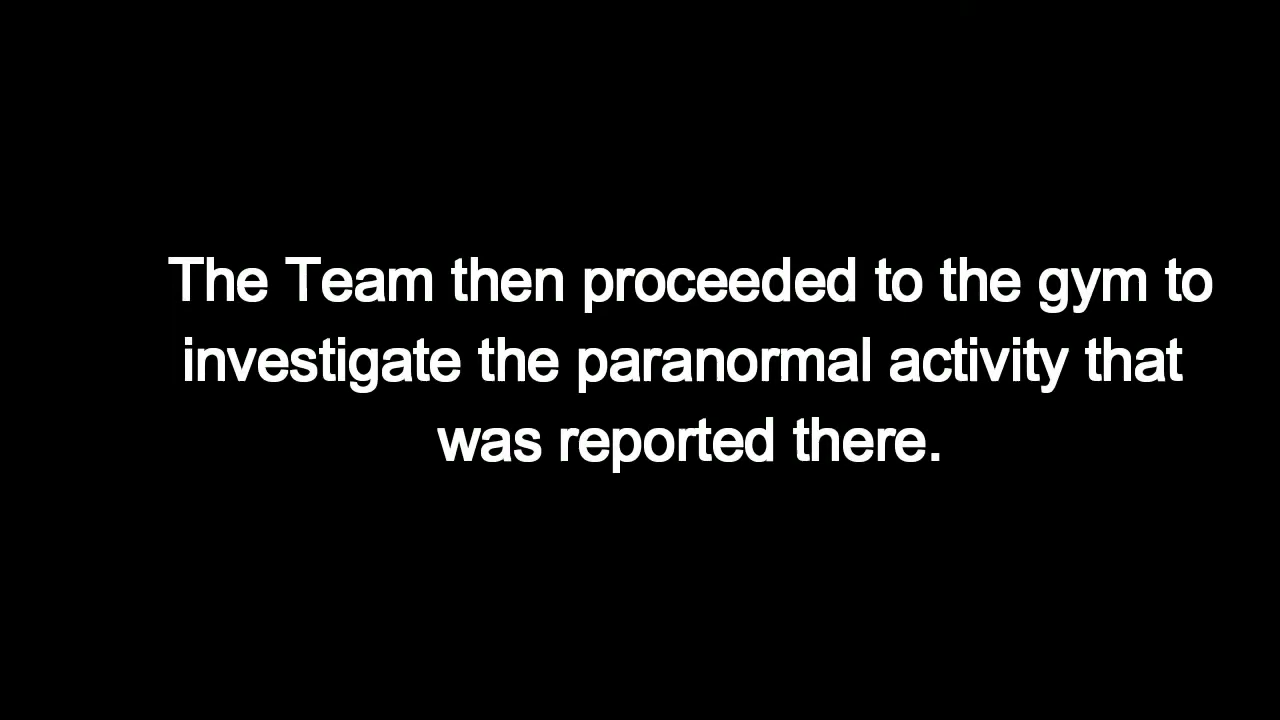 The Team then proceeded to the gym to
investigate the paranormal activity that
was reported there.